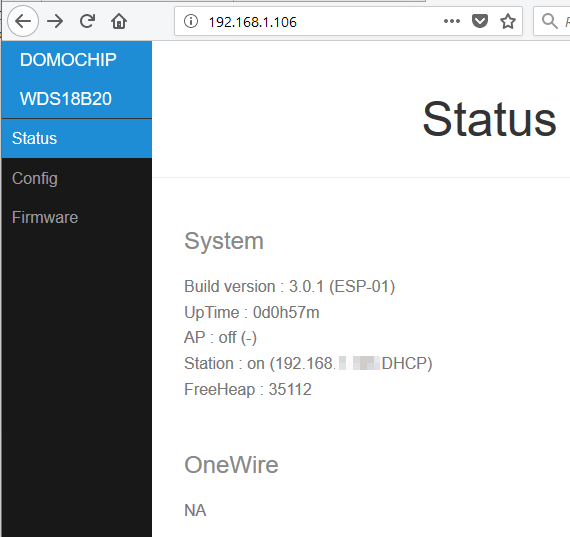 192.168.1.106
DOMOCHIP
WDS18B20
Status
Config
Firmware
Status
System
Build version : 3.0.1 (ESP-01)
UpTime : 0d0h57m
AP : off (-)
Station : on (192.168. DHCP)
FreeHeap : 35112
OneWire
NA